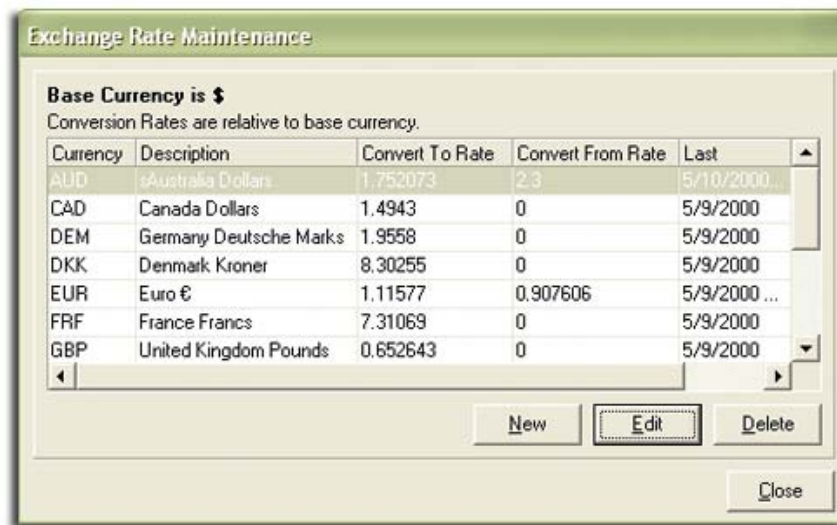 Exchange Rate Maintenance
Base Currency is $
Conversion Rates are relative to base currency.
Currency Description Convert To Rate Convert From Rate Last
AUD sAustralia Dollars 1.752073 2.3 5/10/2000...
CAD Canada Dollars 1.4943 0 5/9/2000
DEM Germany Deutsche Marks 1.9558 0 5/9/2000
DKK Denmark Kroner 8.30255 0 5/9/2000
EUR Euro € 1.11577 0.907606 5/9/2000 ...
FRF France Francs 7.31069 0 5/9/2000
GBP United Kingdom Pounds 0.652643 0 5/9/2000
New Edit Delete
Close